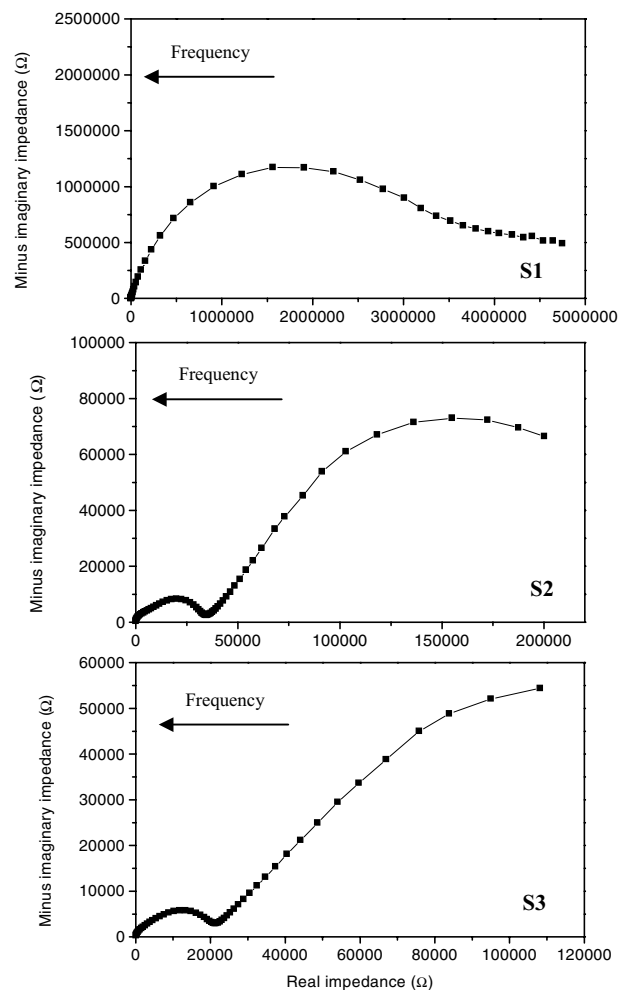 2500000
Frequency
2000000
1500000
1000000
500000
0
Minus imaginary impedance (Ω)
S1
0 1000000 2000000 3000000 4000000 5000000
100000
Frequency
80000
60000
40000
20000
0
Minus imaginary impedance (Ω)
S2
0 50000 100000 150000 200000
60000
Frequency
50000
40000
30000
20000
10000
0
Minus imaginary impedance (Ω)
S3
0 20000 40000 60000 80000 100000 120000
Real impedance (Ω)